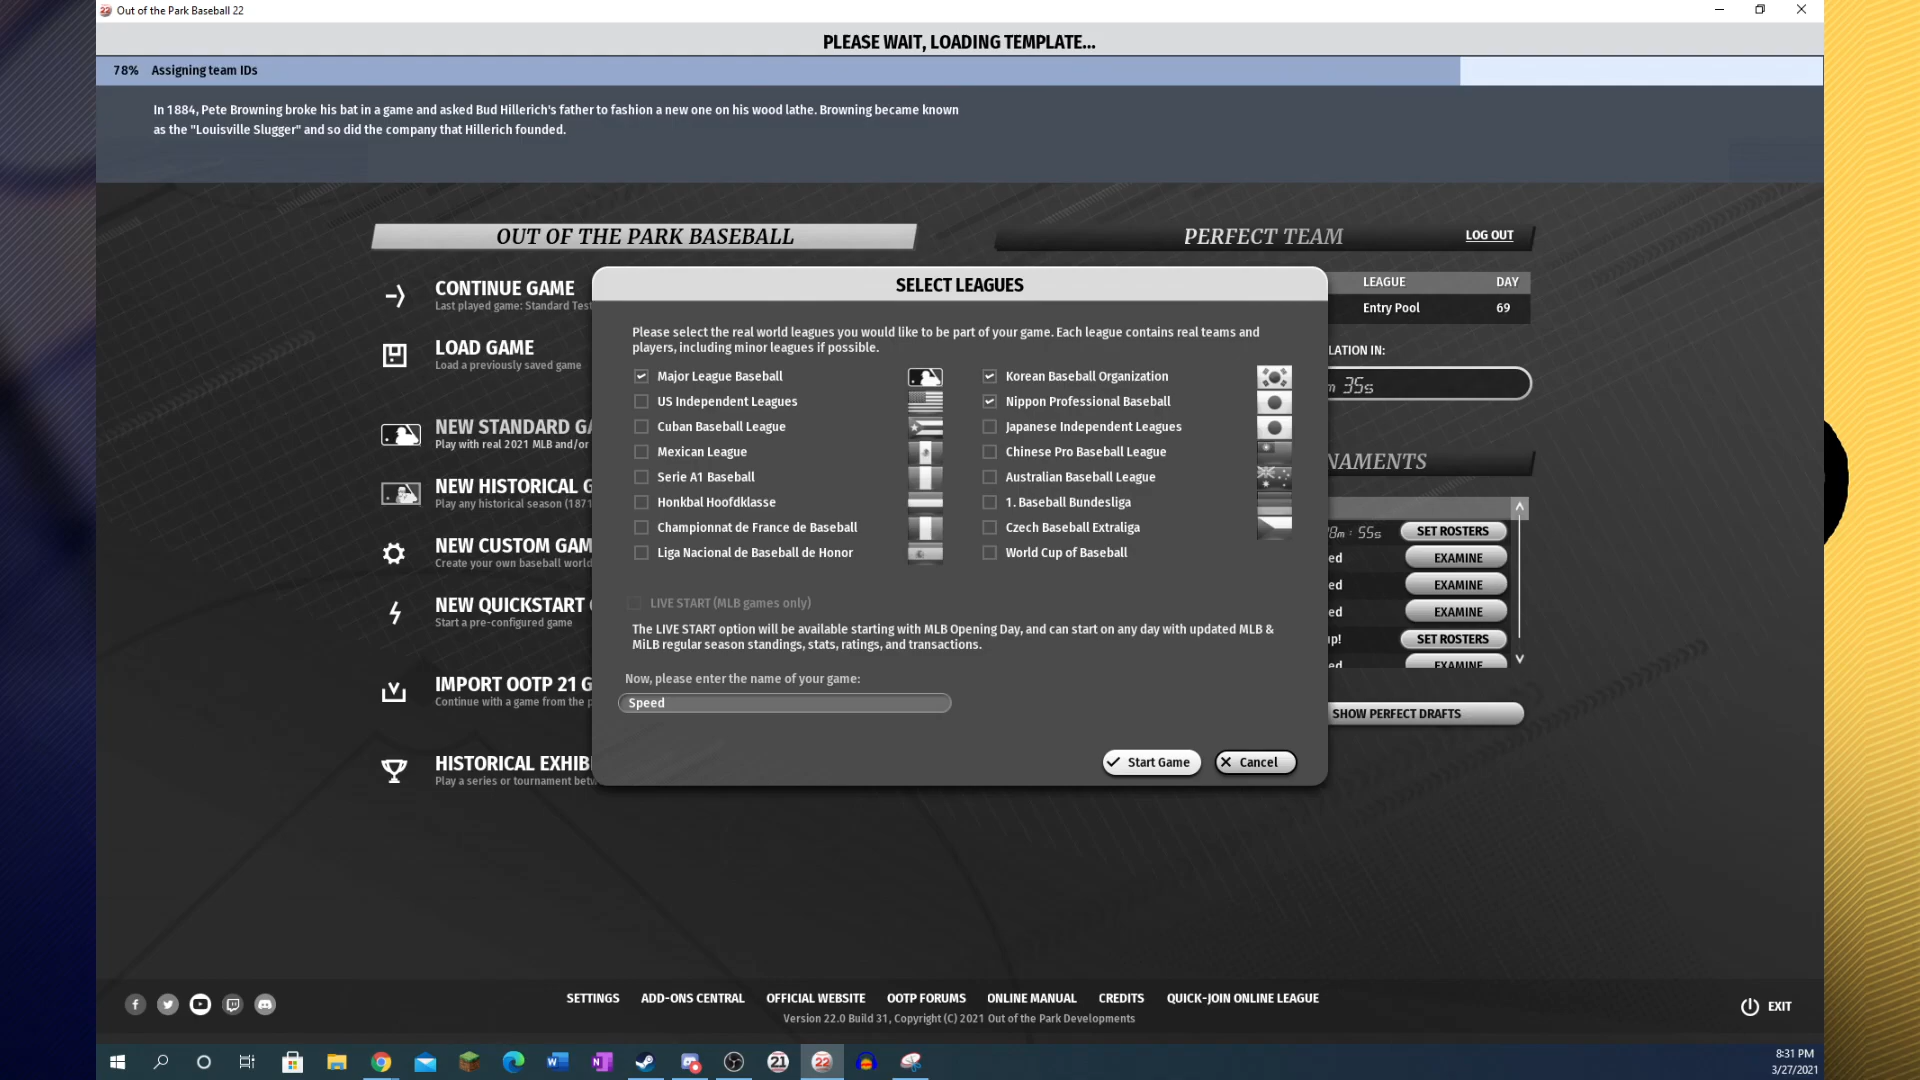 Out of the Park Baseball 22
PLEASE WAIT, LOADING TEMPLATE...
78% Assigning team IDs
In 1884, Pete Browning broke his bat in a game and asked Bud Hillerich's father to fashion a new one on his wood lathe. Browning became known
as the "Louisville Slugger" and so did the company that Hillerich founded.
OUT OF THE PARK BASEBALL
PERFECT TEAM
LOG OUT
CONTINUE GAME
Last played game: Standard Test
LOAD GAME
Load a previously saved game
NEW STANDARD GA
Play with real 2021 MLB and/or
NEW HISTORICAL G
Play any historical season (1871
NEW CUSTOM GAM
Create your own baseball world
NEW QUICKSTART
Start a pre-configured game
IMPORT OOTP 21 G
Continue with a game from the p
HISTORICAL EXHIB
Play a series or tournament betw
SELECT LEAGUES
Please select the real world leagues you would like to be part of your game. Each league contains real teams and
players, including minor leagues if possible.
Major League Baseball
US Independent Leagues
Cuban Baseball League
Mexican League
Serie A1 Baseball
Honkbal Hoofdklasse
Championnat de France de Baseball
Liga Nacional de Baseball de Honor
Korean Baseball Organization
Nippon Professional Baseball
Japanese Independent Leagues
Chinese Pro Baseball League
Australian Baseball League
1. Baseball Bundesliga
Czech Baseball Extraliga
World Cup of Baseball
LIVE START (MLB games only)
The LIVE START option will be available starting with MLB Opening Day, and can start on any day with updated MLB &
MiLB regular season standings, stats, ratings, and transactions.
Now, please enter the name of your game:
Speed
Start Game
Cancel
LEAGUE DAY
Entry Pool 69
LATION IN:
m 35s
NAMENTS
8m : 55s SET ROSTERS
ed EXAMINE
ed EXAMINE
ed EXAMINE
up! SET ROSTERS
ed EXAMINE
SHOW PERFECT DRAFTS
SETTINGS ADD-ONS CENTRAL OFFICIAL WEBSITE OOTP FORUMS ONLINE MANUAL CREDITS QUICK-JOIN ONLINE LEAGUE
Version 22.0 Build 31, Copyright (C) 2021 Out of the Park Developments
EXIT
21
22
8:31 PM
3/27/2021